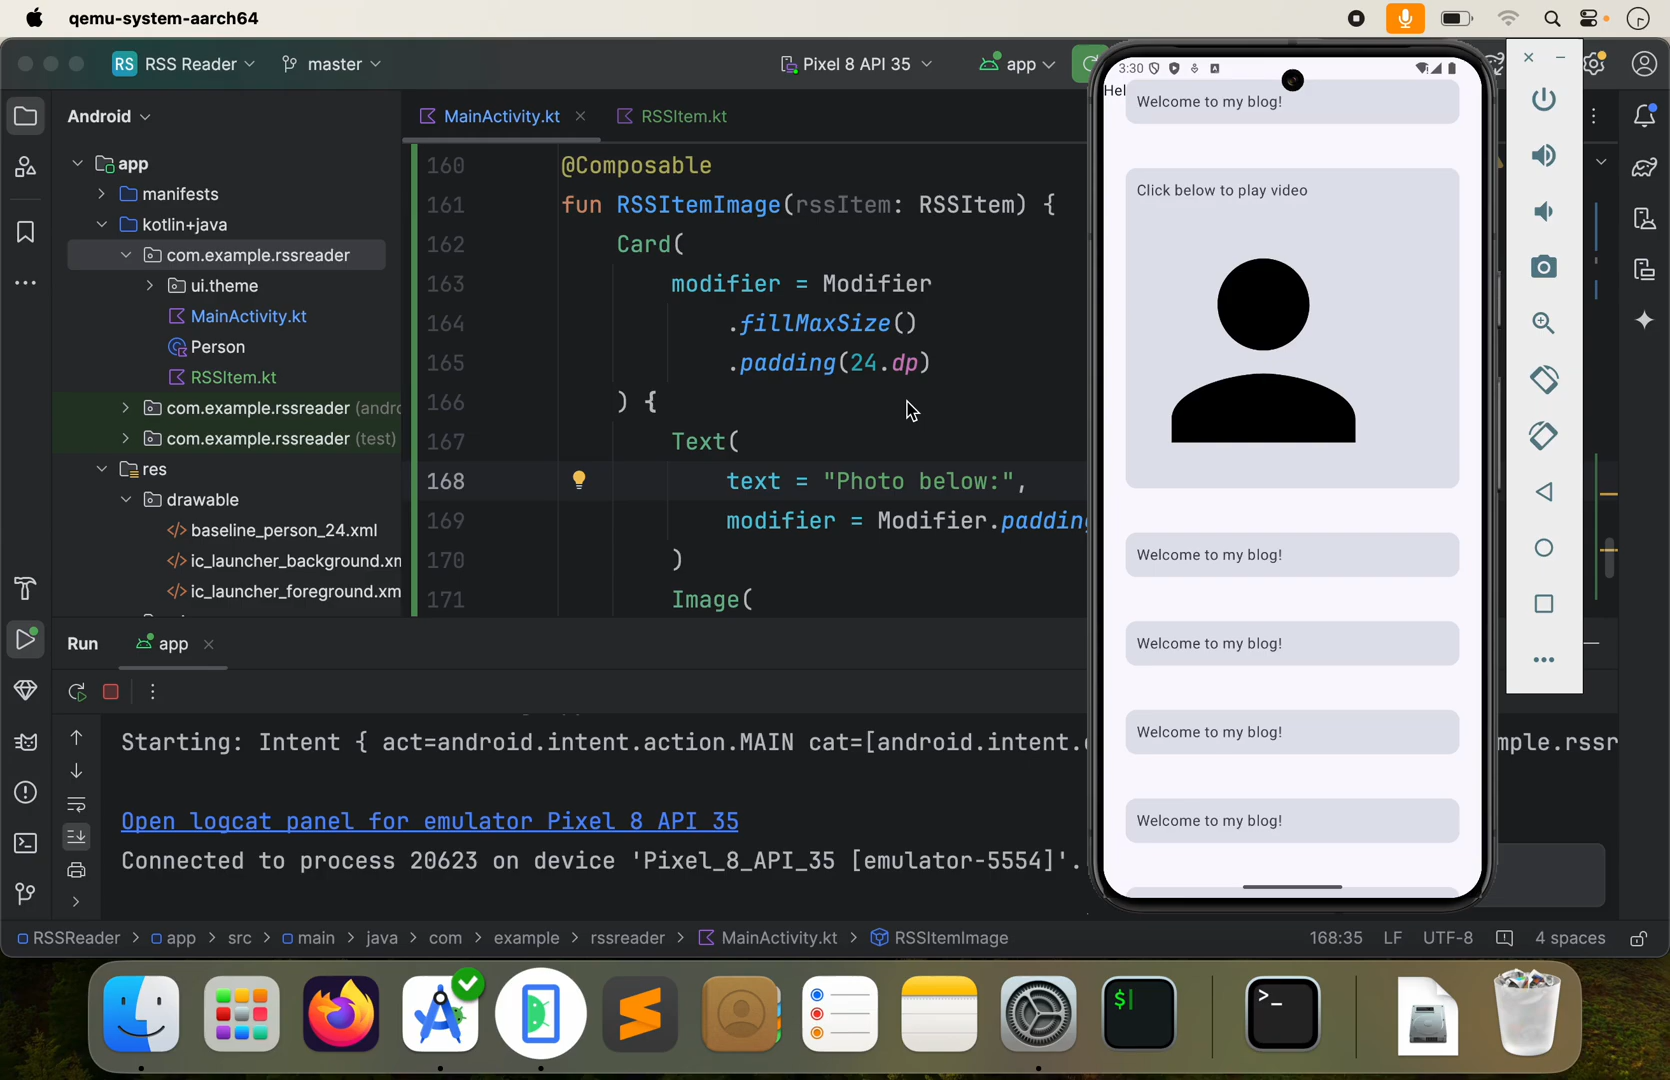 qemu-system-aarch64
RS RSS Reader master Pixel 8 API 35 app
Android
app
manifests
kotlin+java
com.example.rssreader
ui.theme
MainActivity.kt
Person
RSSItem.kt
com.example.rssreader (andro
com.example.rssreader (test)
res
drawable
baseline_person_24.xml
ic_launcher_background.xm
ic_launcher_foreground.xm
MainActivity.kt RSSItem.kt
160 @Composable
161 fun RSSItemImage(rssItem: RSSItem) {
162 Card(
163 modifier = Modifier
164 .fillMaxSize()
165 .padding(24.dp)
166 ) {
167 Text(
168 text = "Photo below:",
169 modifier = Modifier.padding
170 )
171 Image(
3:30
Hel
Welcome to my blog!
Click below to play video
Welcome to my blog!
Welcome to my blog!
Welcome to my blog!
Welcome to my blog!
Run app
Starting: Intent { act=android.intent.action.MAIN cat=[android.intent. mple.rssr
Open logcat panel for emulator Pixel 8 API 35
Connected to process 20623 on device 'Pixel_8_API_35 [emulator-5554]'.
RSSReader > app > src > main > java > com > example > rssreader > MainActivity.kt > RSSItemImage 168:35 LF UTF-8 4 spaces